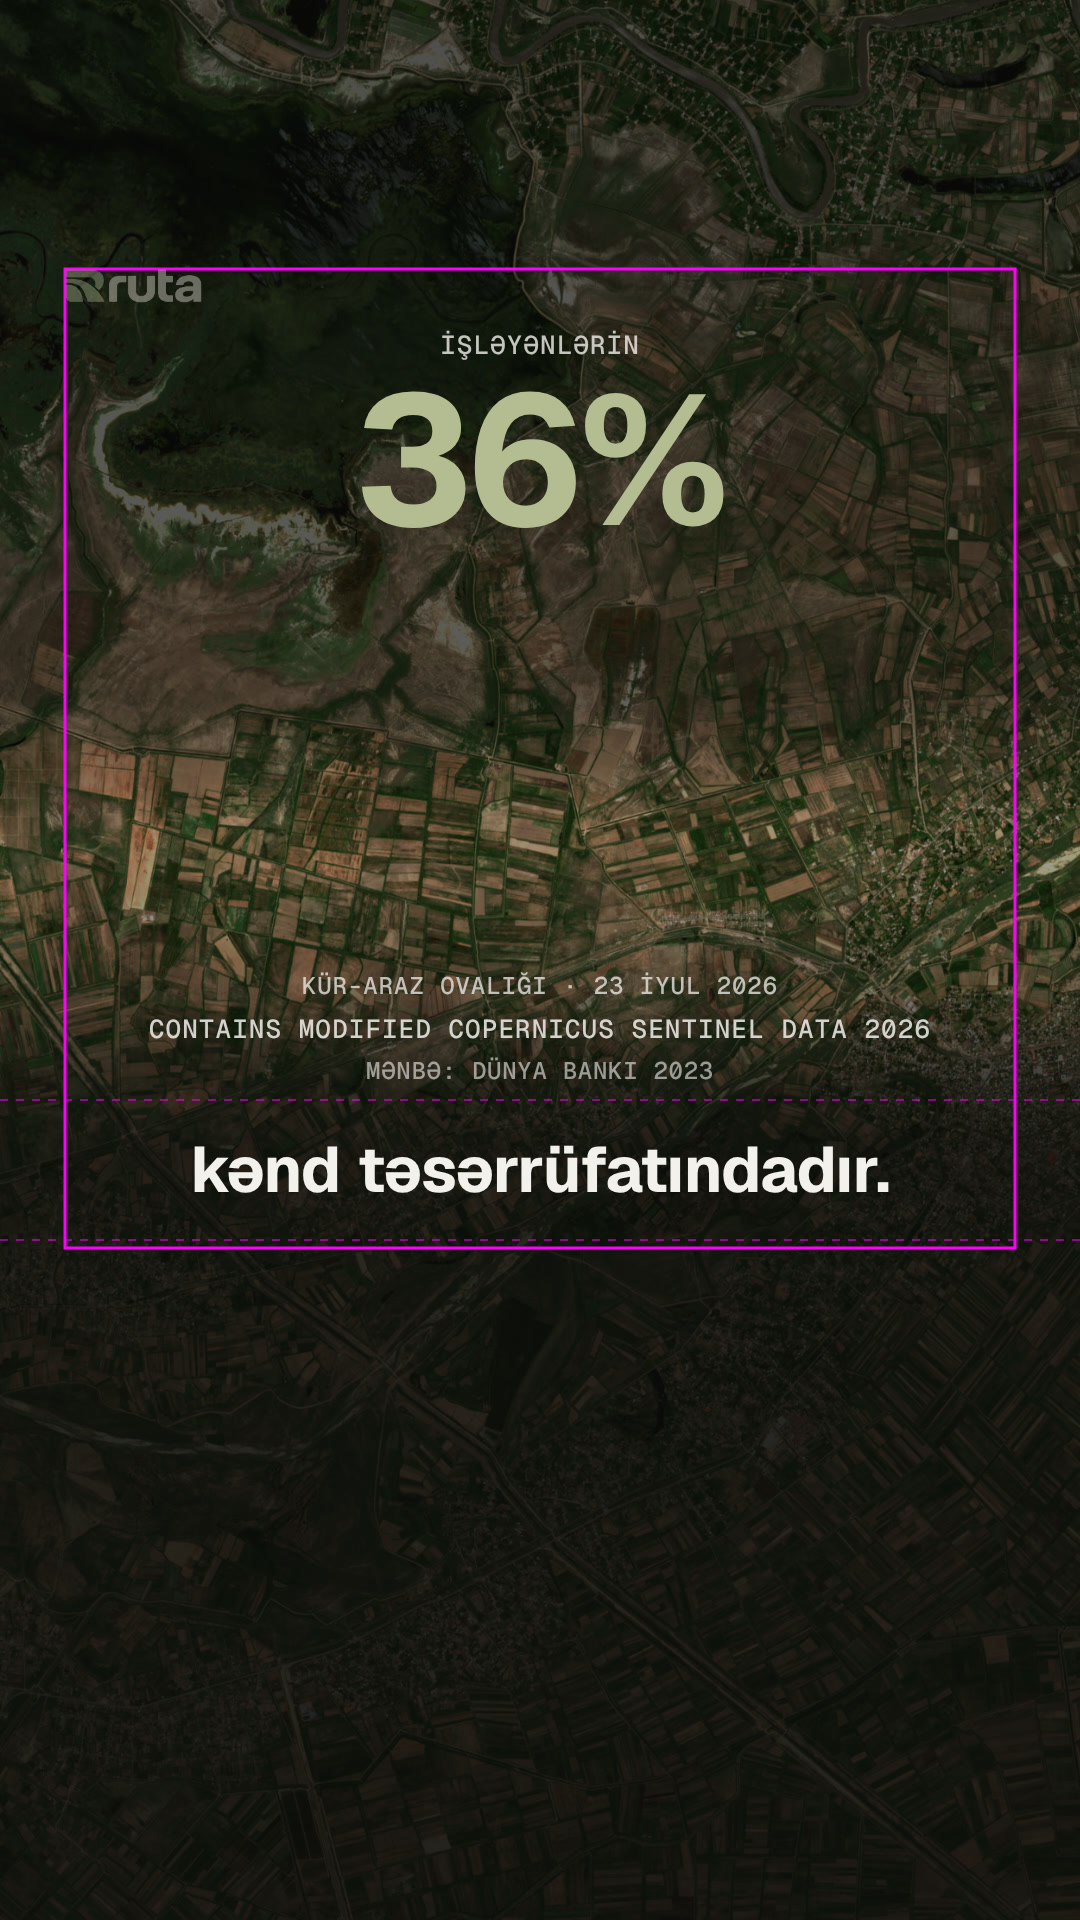 ruta
İŞLƏYƏNLƏRİN
36%
KÜR-ARAZ OVALIĞI · 23 İYUL 2026
CONTAINS MODIFIED COPERNICUS SENTINEL DATA 2026
MƏNBƏ: DÜNYA BANKI 2023
kənd təsərrüfatındadır.